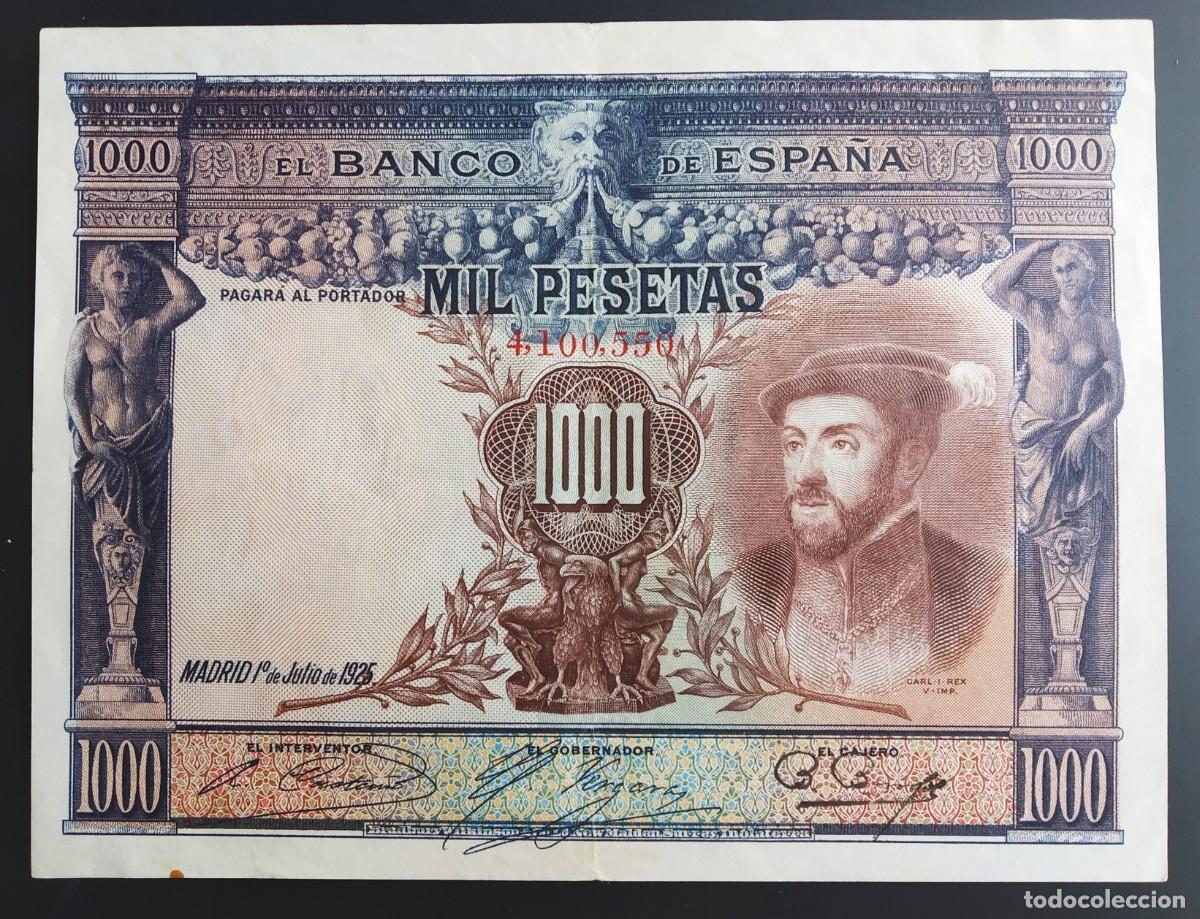 1000 EL BANCO DE ESPAÑA 1000
PAGARA AL PORTADOR MIL PESETAS
4,100,550
1000
MADRID 1º de Julio de 1925
CARL·I·REX
V·IMP.
EL INTERVENTOR EL GOBERNADOR EL CAJERO
1000 1000
todocoleccion